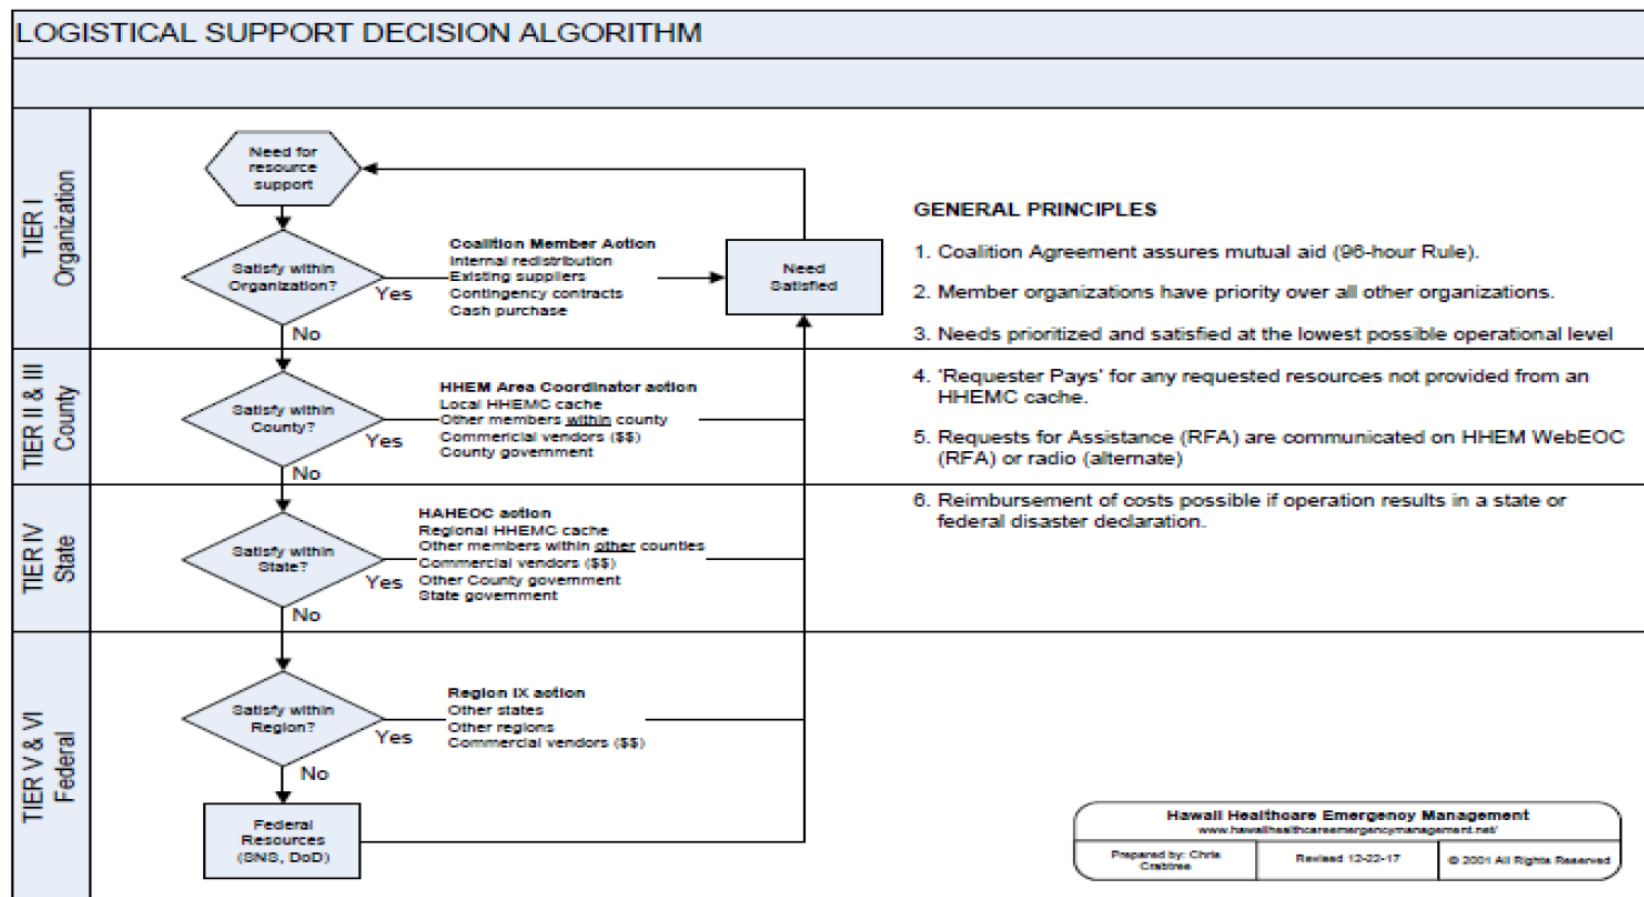 LOGISTICAL SUPPORT DECISION ALGORITHM
TIER I
Organization
Need for
resource
support
Satisfy within
Organization?
Yes
No
Coalition Member Action
Internal redistribution
Existing suppliers
Contingency contracts
Cash purchase
Need
Satisfied
GENERAL PRINCIPLES
1. Coalition Agreement assures mutual aid (96-hour Rule).
2. Member organizations have priority over all other organizations.
3. Needs prioritized and satisfied at the lowest possible operational level
TIER II & III
County
Satisfy within
County?
Yes
No
HHEM Area Coordinator action
Local HHEMC cache
Other members within county
Commericial vendors ($$)
County government
4. 'Requester Pays' for any requested resources not provided from an
HHEMC cache.
5. Requests for Assistance (RFA) are communicated on HHEM WebEOC
(RFA) or radio (alternate)
TIER IV
State
Satisfy within
State?
Yes
No
HAHEOC action
Regional HHEMC cache
Other members within other counties
Commercial vendors ($$)
Other County government
State government
6. Reimbursement of costs possible if operation results in a state or
federal disaster declaration.
TIER V & VI
Federal
Satisfy within
Region?
Yes
No
Region IX action
Other states
Other regions
Commercial vendors ($$)
Federal
Resources
(SNS, DoD)
Hawaii Healthcare Emergency Management
www.hawaiihealthcareemergencymanagement.net/
Prepared by: Chris
Crabtree
Revised 12-22-17
© 2001 All Rights Reserved